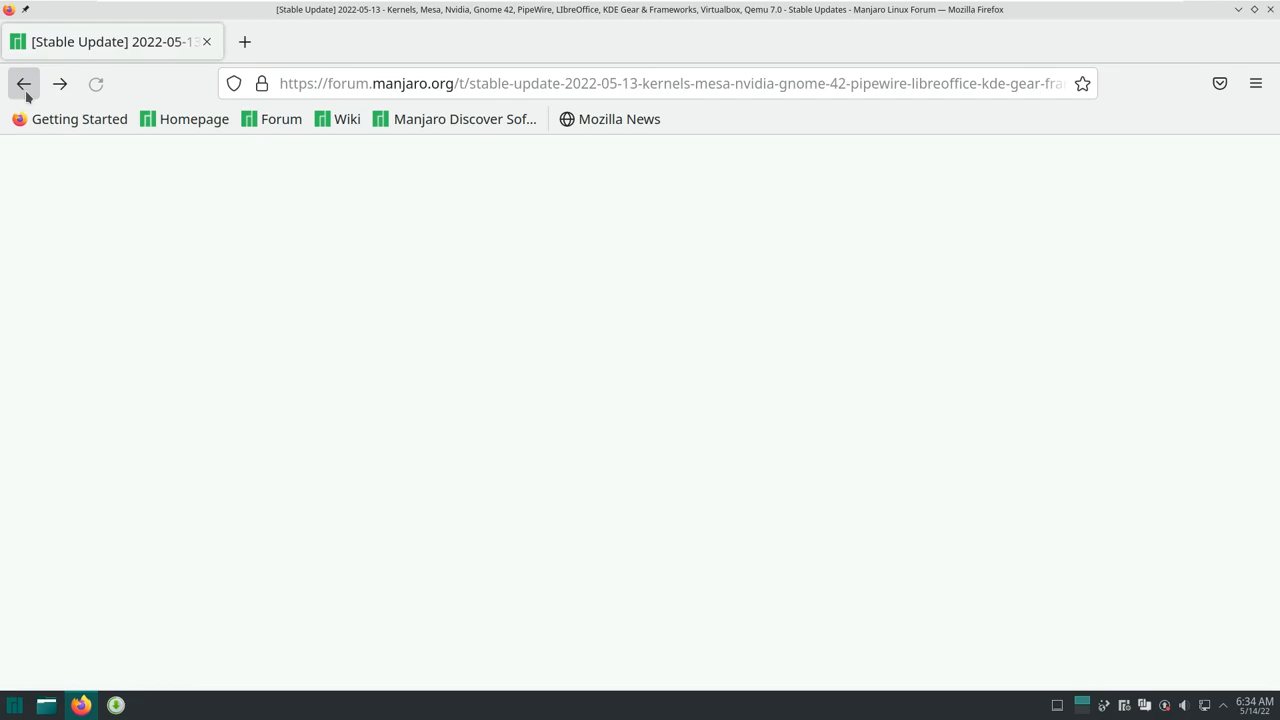 [Stable Update] 2022-05-13 - Kernels, Mesa, Nvidia, Gnome 42, PipeWire, LIbreOffice, KDE Gear & Frameworks, Virtualbox, Qemu 7.0 - Stable Updates - Manjaro Linux Forum — Mozilla Firefox
[Stable Update] 2022-05-13
https://forum.manjaro.org/t/stable-update-2022-05-13-kernels-mesa-nvidia-gnome-42-pipewire-libreoffice-kde-gear-fra
Getting Started Homepage Forum Wiki Manjaro Discover Sof... Mozilla News
6:34 AM
5/14/22